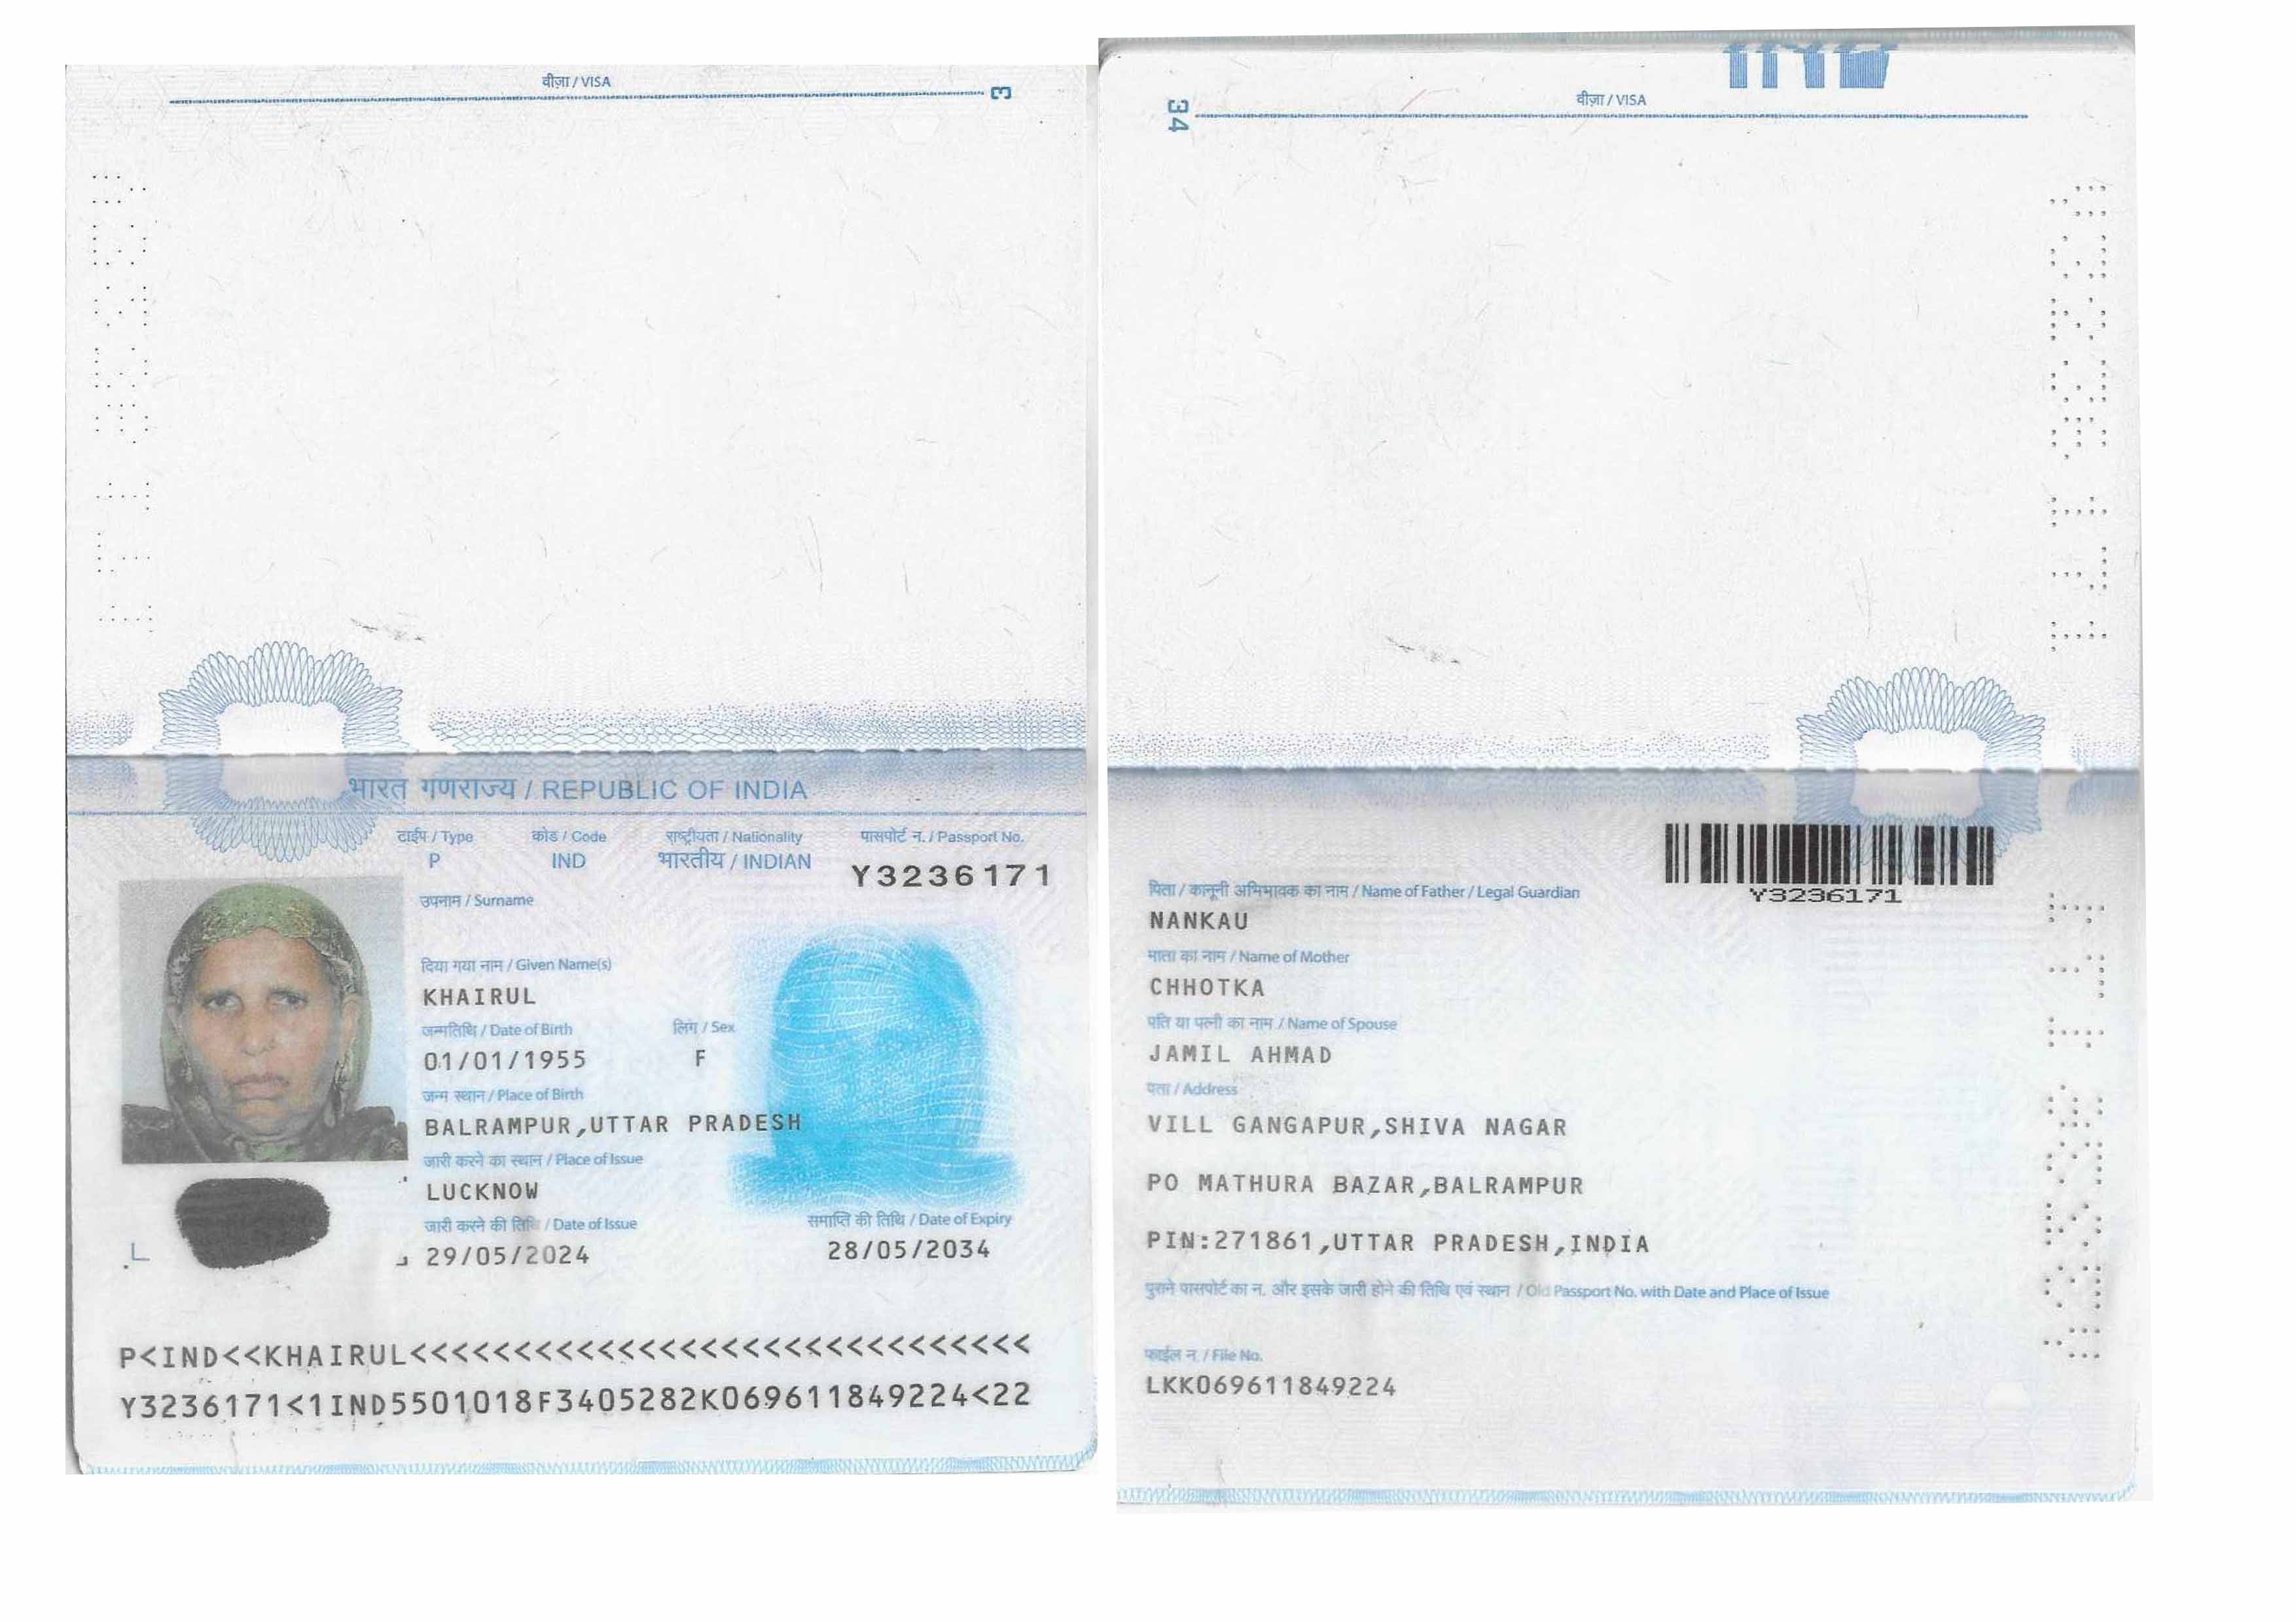 वीज़ा / VISA
3
भारत गणराज्य / REPUBLIC OF INDIA
टाईप / Type
कोड / Code
राष्ट्रीयता / Nationality
पासपोर्ट न. / Passport No.
P
IND
भारतीय / INDIAN
Y3236171
उपनाम / Surname
दिया गया नाम / Given Name(s)
KHAIRUL
जन्मतिथि / Date of Birth
लिंग / Sex
01/01/1955
F
जन्म स्थान / Place of Birth
BALRAMPUR,UTTAR PRADESH
जारी करने का स्थान / Place of Issue
LUCKNOW
जारी करने की तिथि / Date of Issue
समाप्ति की तिथि / Date of Expiry
29/05/2024
28/05/2034
P<IND<<KHAIRUL<<<<<<<<<<<<<<<<<<<<<<<<<<<<<<
Y3236171<1IND5501018F3405282K069611849224<22
वीज़ा / VISA
34
Y3236171
पिता / कानूनी अभिभावक का नाम / Name of Father / Legal Guardian
NANKAU
माता का नाम / Name of Mother
CHHOTKA
पति या पत्नी का नाम / Name of Spouse
JAMIL AHMAD
पता / Address
VILL GANGAPUR,SHIVA NAGAR
PO MATHURA BAZAR,BALRAMPUR
PIN:271861,UTTAR PRADESH,INDIA
पुराने पासपोर्ट का न. और इसके जारी होने की तिथि एवं स्थान / Old Passport No. with Date and Place of Issue
फाईल न. / File No.
LKK069611849224